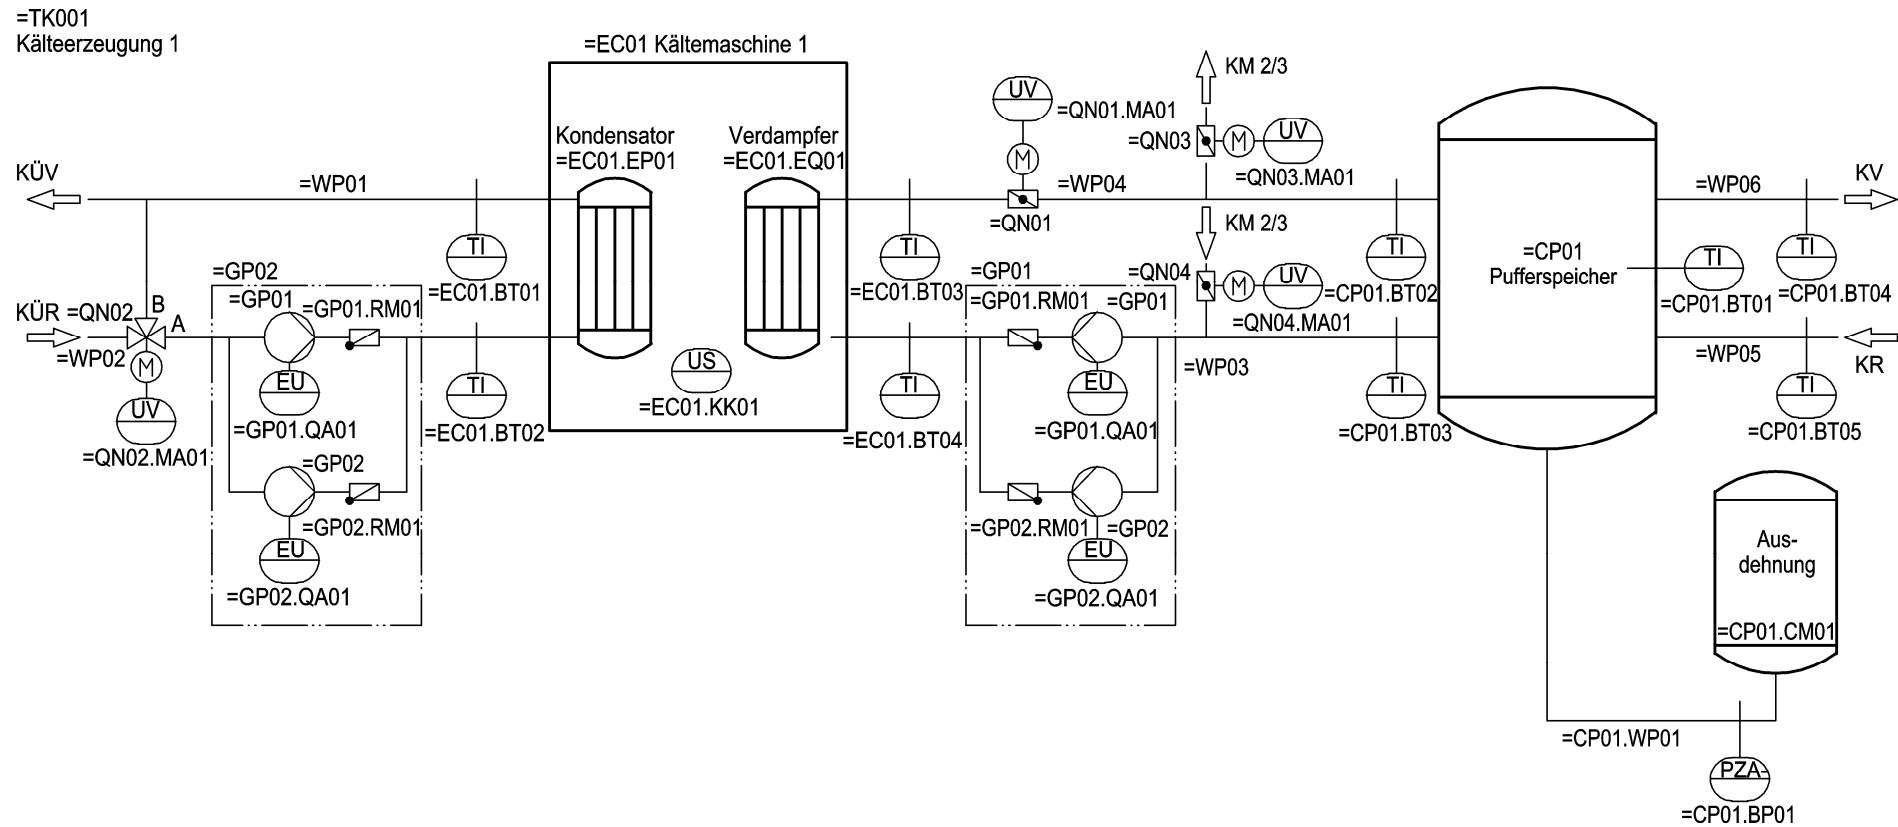 =TK001
Kälteerzeugung 1
=EC01 Kältemaschine 1
KM 2/3
UV
=QN01.MA01
M
=QN03
M
UV
=QN03.MA01
Kondensator
=EC01.EP01
Verdampfer
=EC01.EQ01
KÜV
=WP01
=WP04
=QN01
=WP06
KV
KM 2/3
TI
=EC01.BT01
TI
=EC01.BT03
=QN04
M
UV
=QN04.MA01
TI
=CP01.BT02
=CP01
Pufferspeicher
TI
=CP01.BT01
TI
=CP01.BT04
KÜR
=QN02
B
A
=WP02
M
UV
=QN02.MA01
=GP02
=GP01
=GP01.RM01
EU
=GP01.QA01
=GP02
=GP02.RM01
EU
=GP02.QA01
TI
=EC01.BT02
US
=EC01.KK01
TI
=EC01.BT04
=GP01
=GP01.RM01
=GP01
EU
=GP01.QA01
=GP02.RM01
=GP02
EU
=GP02.QA01
=WP03
TI
=CP01.BT03
=WP05
KR
TI
=CP01.BT05
Aus-
dehnung
=CP01.CM01
=CP01.WP01
PZA-
=CP01.BP01